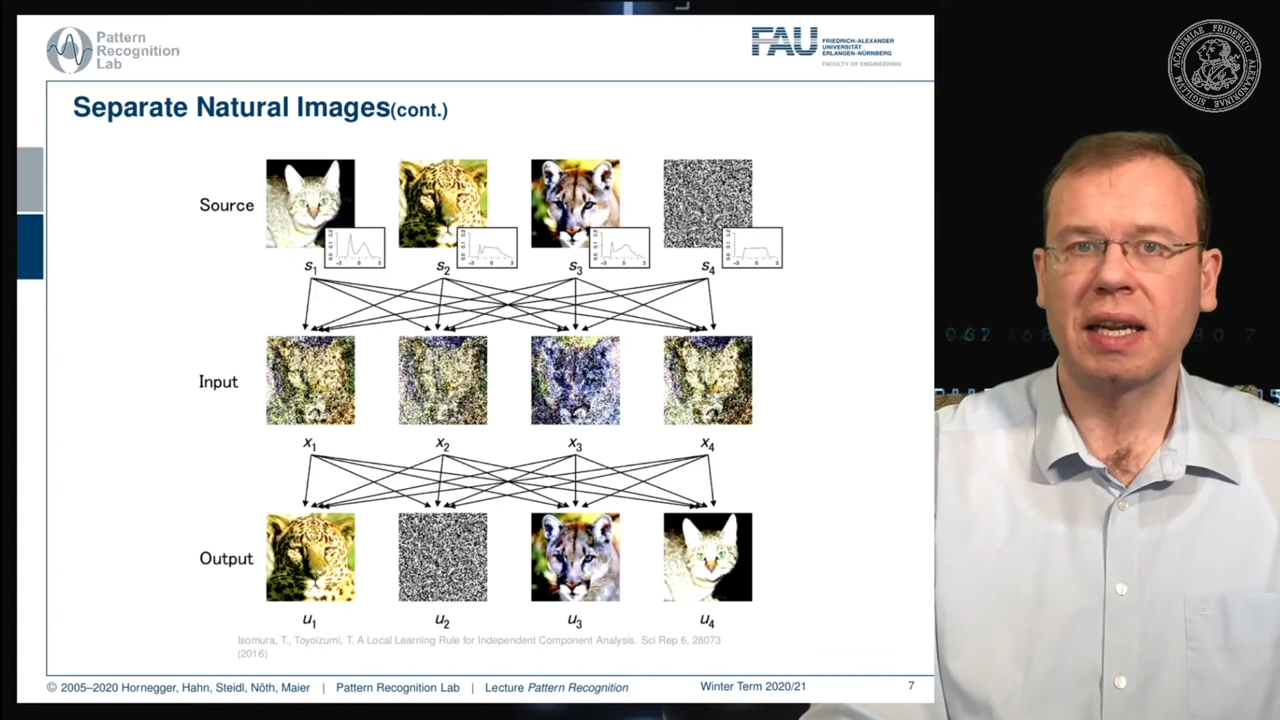 Pattern
Recognition
Lab
FAU
FRIEDRICH-ALEXANDER
UNIVERSITÄT
ERLANGEN-NÜRNBERG
FACULTY OF ENGINEERING
Separate Natural Images(cont.)
Source
s1 s2 s3 s4
Input
x1 x2 x3 x4
Output
u1 u2 u3 u4
Isomura, T., Toyoizumi, T. A Local Learning Rule for Independent Component Analysis. Sci Rep 6, 28073
(2016)
© 2005–2020 Hornegger, Hahn, Steidl, Nöth, Maier | Pattern Recognition Lab | Lecture Pattern Recognition Winter Term 2020/21 7